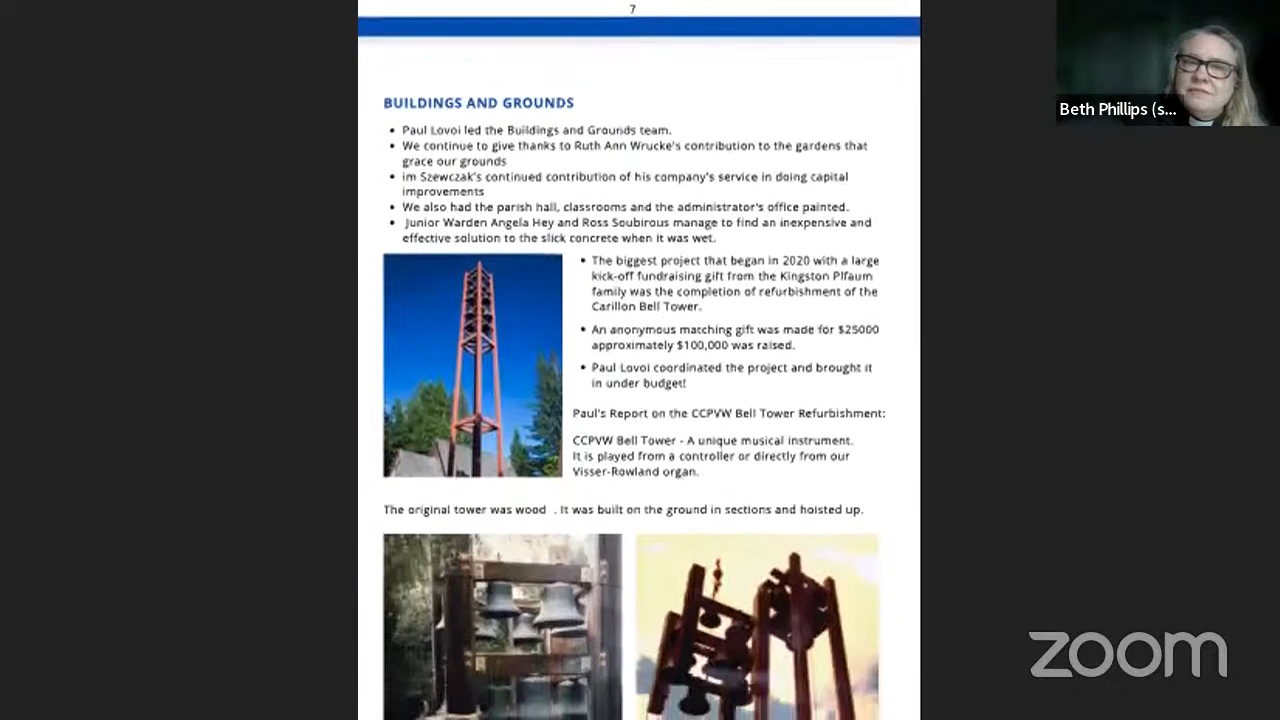 7
Beth Phillips (s...
BUILDINGS AND GROUNDS
• Paul Lovoi led the Buildings and Grounds team.
• We continue to give thanks to Ruth Ann Wrucke's contribution to the gardens that
grace our grounds
• im Szewczak's continued contribution of his company's service in doing capital
improvements
• We also had the parish hall, classrooms and the administrator's office painted.
• Junior Warden Angela Hey and Ross Soubirous manage to find an inexpensive and
effective solution to the slick concrete when it was wet.
• The biggest project that began in 2020 with a large
kick-off fundraising gift from the Kingston Plfaum
family was the completion of refurbishment of the
Carillon Bell Tower.
• An anonymous matching gift was made for $25000
approximately $100,000 was raised.
• Paul Lovoi coordinated the project and brought it
in under budget!
Paul's Report on the CCPVW Bell Tower Refurbishment:
CCPVW Bell Tower - A unique musical instrument.
It is played from a controller or directly from our
Visser-Rowland organ.
The original tower was wood . It was built on the ground in sections and hoisted up.
zoom